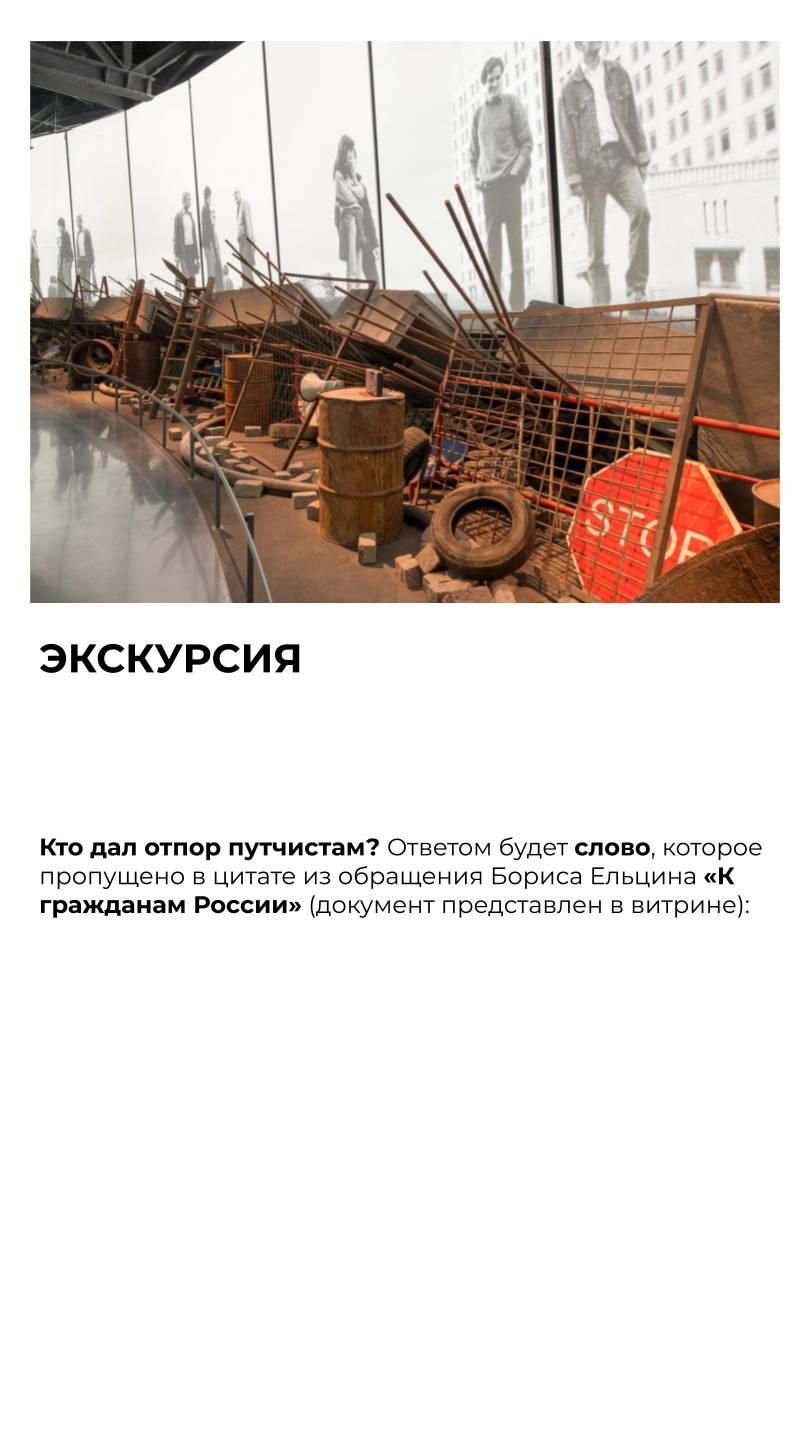 STOP
ЭКСКУРСИЯ
Кто дал отпор путчистам? Ответом будет слово, которое
пропущено в цитате из обращения Бориса Ельцина «К
гражданам России» (документ представлен в витрине):